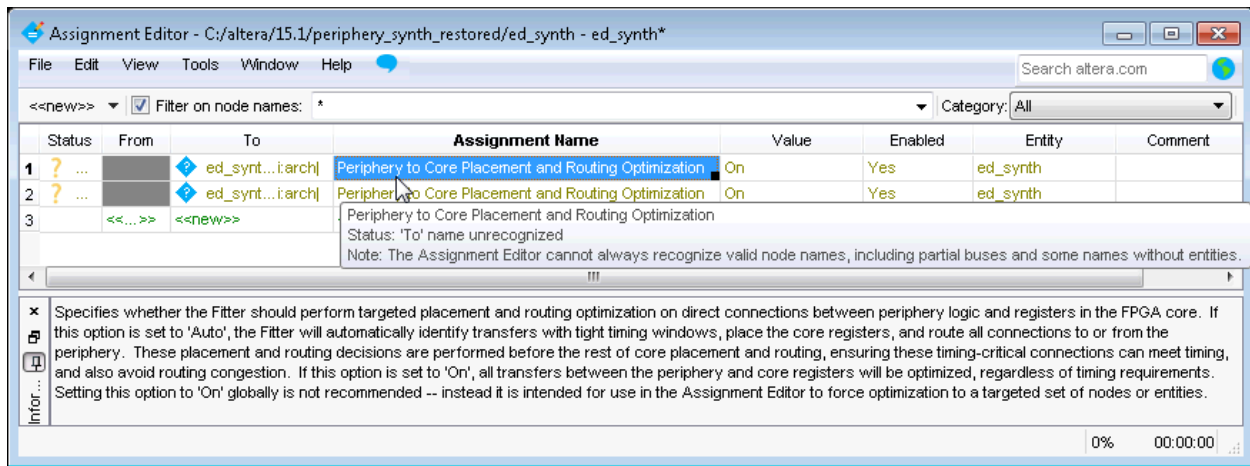 Assignment Editor - C:/altera/15.1/periphery_synth_restored/ed_synth - ed_synth*
File Edit View Tools Window Help Search altera.com
<<new>> Filter on node names: * Category: All
Status From To Assignment Name Value Enabled Entity Comment
1 ? ... ed_synt...i:arch| Periphery to Core Placement and Routing Optimization On Yes ed_synth
2 ? ... ed_synt...i:arch| Periphery to Core Placement and Routing Optimization On Yes ed_synth
3 <<...>> <<new>>
Periphery to Core Placement and Routing Optimization
Status: 'To' name unrecognized
Note: The Assignment Editor cannot always recognize valid node names, including partial buses and some names without entities.
Specifies whether the Fitter should perform targeted placement and routing optimization on direct connections between periphery logic and registers in the FPGA core. If
this option is set to 'Auto', the Fitter will automatically identify transfers with tight timing windows, place the core registers, and route all connections to or from the
periphery. These placement and routing decisions are performed before the rest of core placement and routing, ensuring these timing-critical connections can meet timing,
and also avoid routing congestion. If this option is set to 'On', all transfers between the periphery and core registers will be optimized, regardless of timing requirements.
Setting this option to 'On' globally is not recommended -- instead it is intended for use in the Assignment Editor to force optimization to a targeted set of nodes or entities.
Infor...
0% 00:00:00